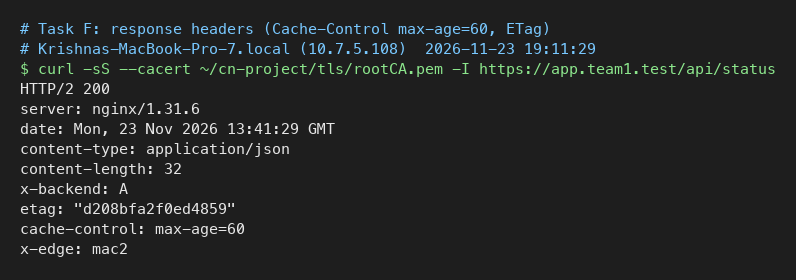 # Task F: response headers (Cache-Control max-age=60, ETag)
# Krishnas-MacBook-Pro-7.local (10.7.5.108)  2026-11-23 19:11:29
$ curl -sS --cacert ~/cn-project/tls/rootCA.pem -I https://app.team1.test/api/status
HTTP/2 200
server: nginx/1.31.6
date: Mon, 23 Nov 2026 13:41:29 GMT
content-type: application/json
content-length: 32
x-backend: A
etag: "d208bfa2f0ed4859"
cache-control: max-age=60
x-edge: mac2